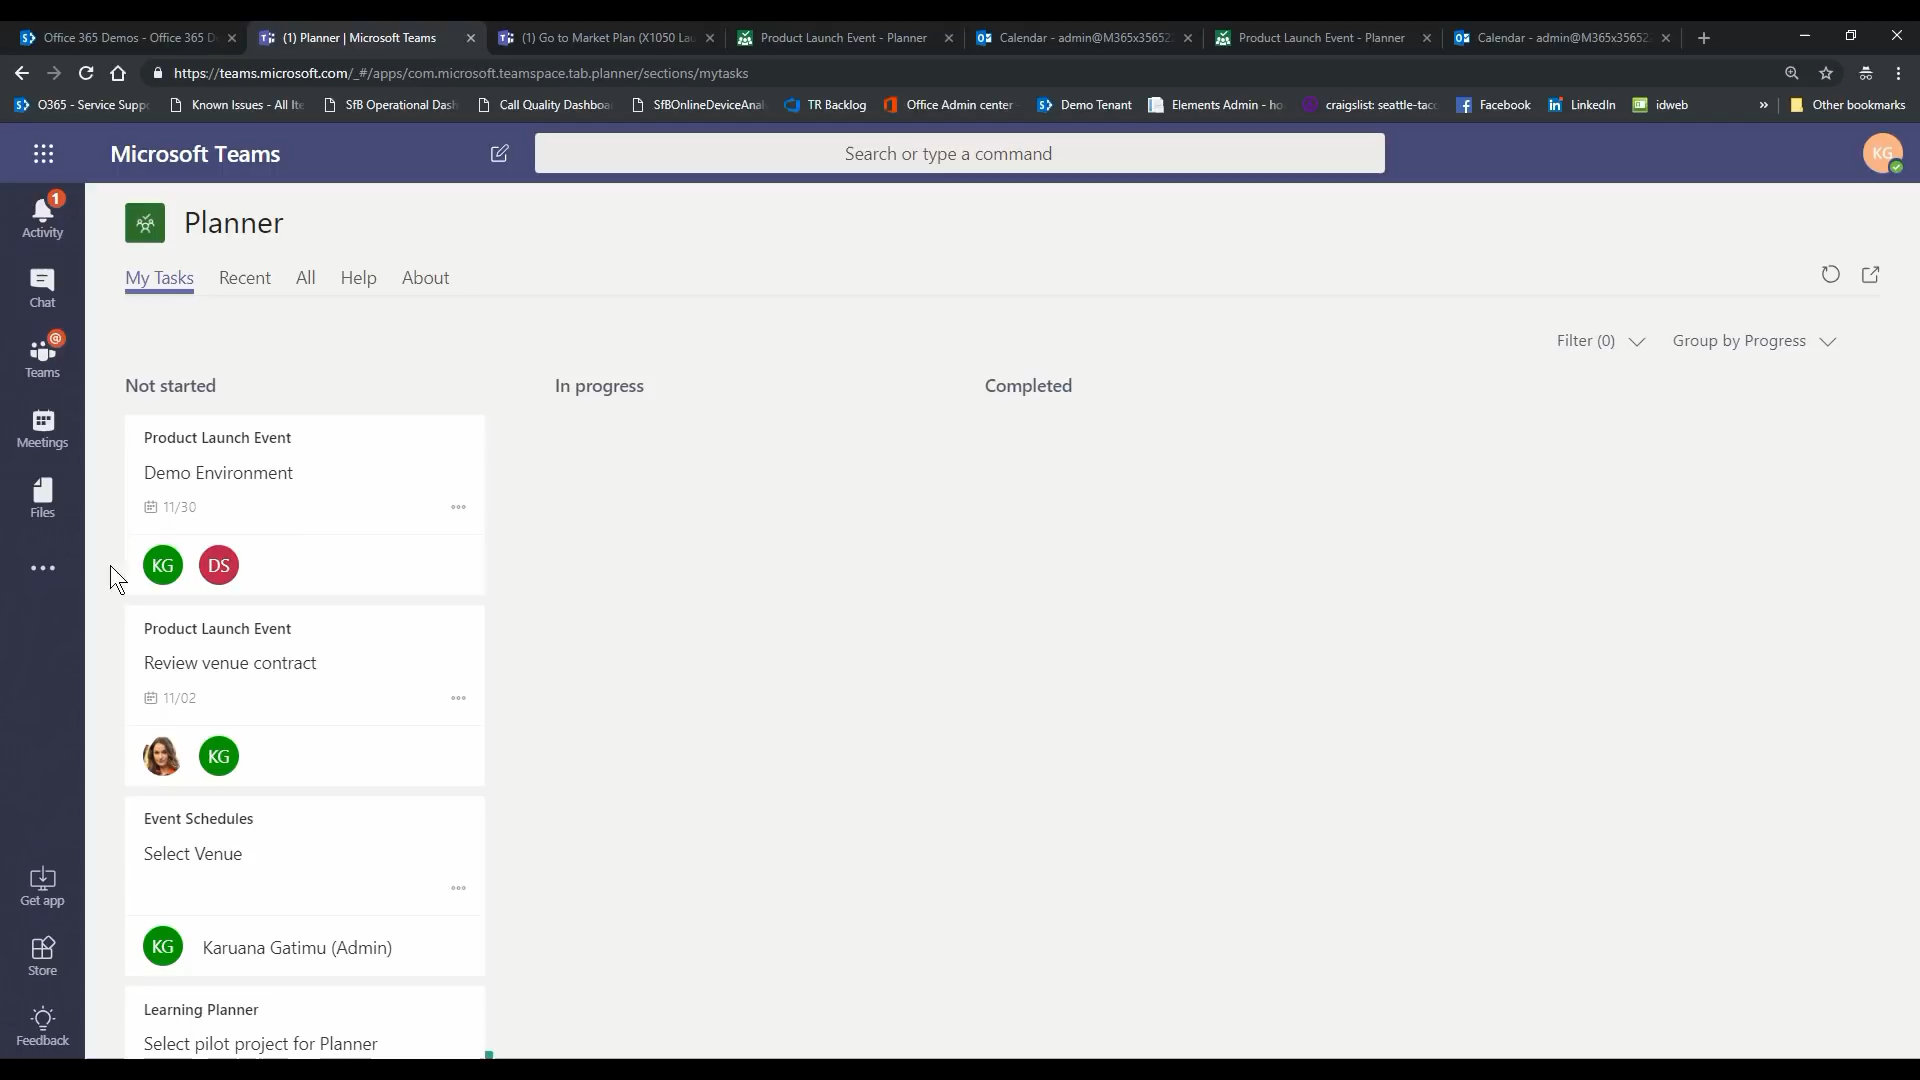 Office 365 Demos - Office 365 D
(1) Planner | Microsoft Teams
(1) Go to Market Plan (X1050 Lau
Product Launch Event - Planner
Calendar - admin@M365x3565
Product Launch Event - Planner
Calendar - admin@M365x3565
https://teams.microsoft.com/_#/apps/com.microsoft.teamspace.tab.planner/sections/mytasks
O365 - Service Supp
Known Issues - All Ite
SfB Operational Dash
Call Quality Dashboa
SfBOnlineDeviceAnal
TR Backlog
Office Admin center
Demo Tenant
Elements Admin - ho
craigslist: seattle-tac
Facebook
LinkedIn
idweb
»
Other bookmarks
Microsoft Teams
Search or type a command
KG
1
Activity
Chat
@
Teams
Meetings
Files
Get app
Store
Feedback
Planner
My Tasks Recent All Help About
Filter (0) Group by Progress
Not started
In progress
Completed
Product Launch Event
Demo Environment
11/30
KG DS
Product Launch Event
Review venue contract
11/02
KG
Event Schedules
Select Venue
KG Karuana Gatimu (Admin)
Learning Planner
Select pilot project for Planner